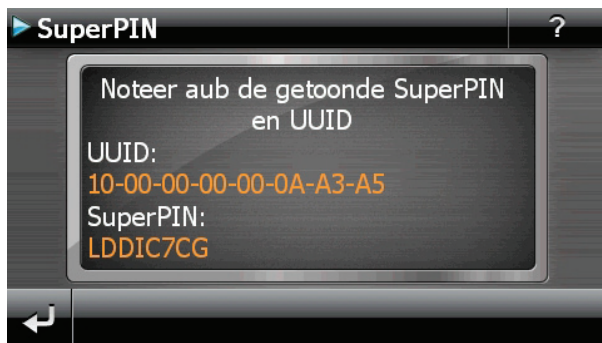 SuperPIN
?
Noteer aub de getoonde SuperPIN
en UUID
UUID:
10-00-00-00-00-0A-A3-A5
SuperPIN:
LDDIC7CG